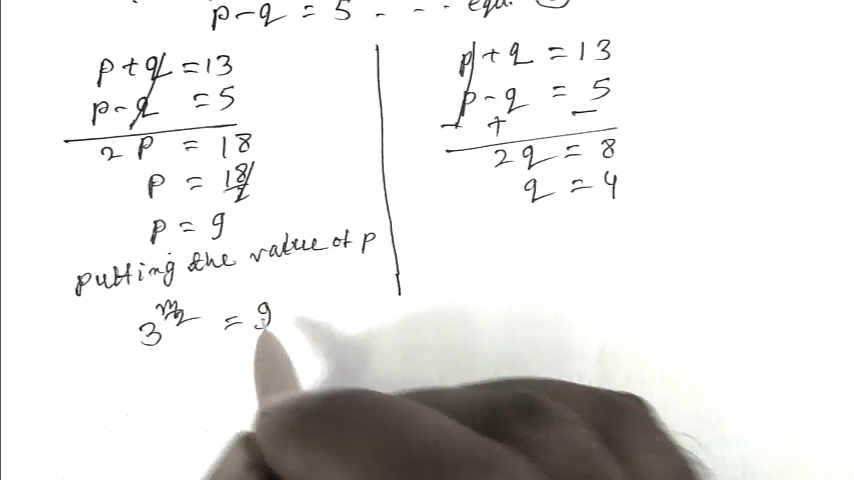 p-q = 5 - - - equ.
p+q = 13
p-q = 5
2p = 18
p = 18/2
p = 9
putting the value of p
3^{m/2} = 9
p+q = 13
p-q = 5
- + -
2q = 8
q = 4